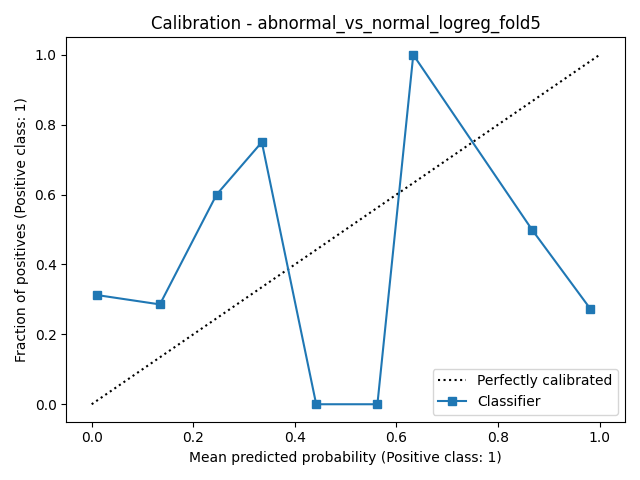 Calibration - abnormal_vs_normal_logreg_fold5
Fraction of positives (Positive class: 1)
1.0
0.8
0.6
0.4
0.2
0.0
Perfectly calibrated
Classifier
0.0 0.2 0.4 0.6 0.8 1.0
Mean predicted probability (Positive class: 1)